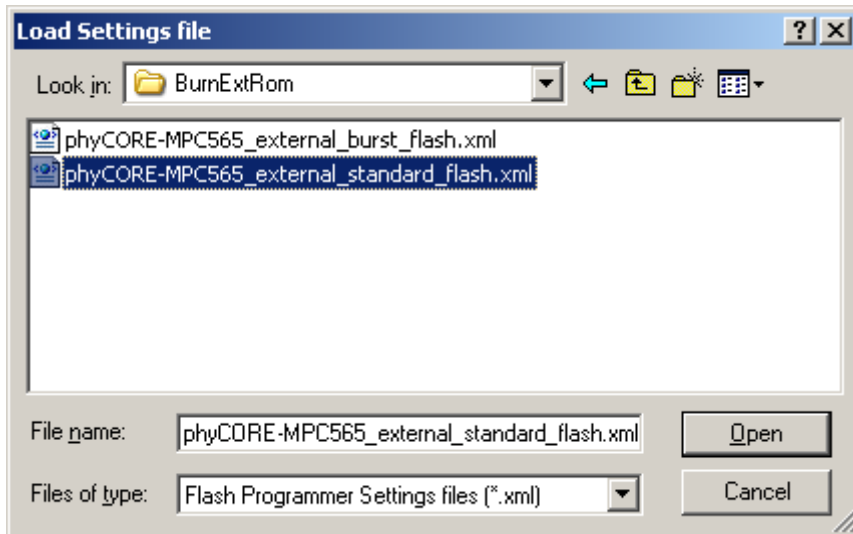 Load Settings file
Look in: BurnExtRom
phyCORE-MPC565_external_burst_flash.xml
phyCORE-MPC565_external_standard_flash.xml
File name: phyCORE-MPC565_external_standard_flash.xml Open
Files of type: Flash Programmer Settings files (*.xml) Cancel